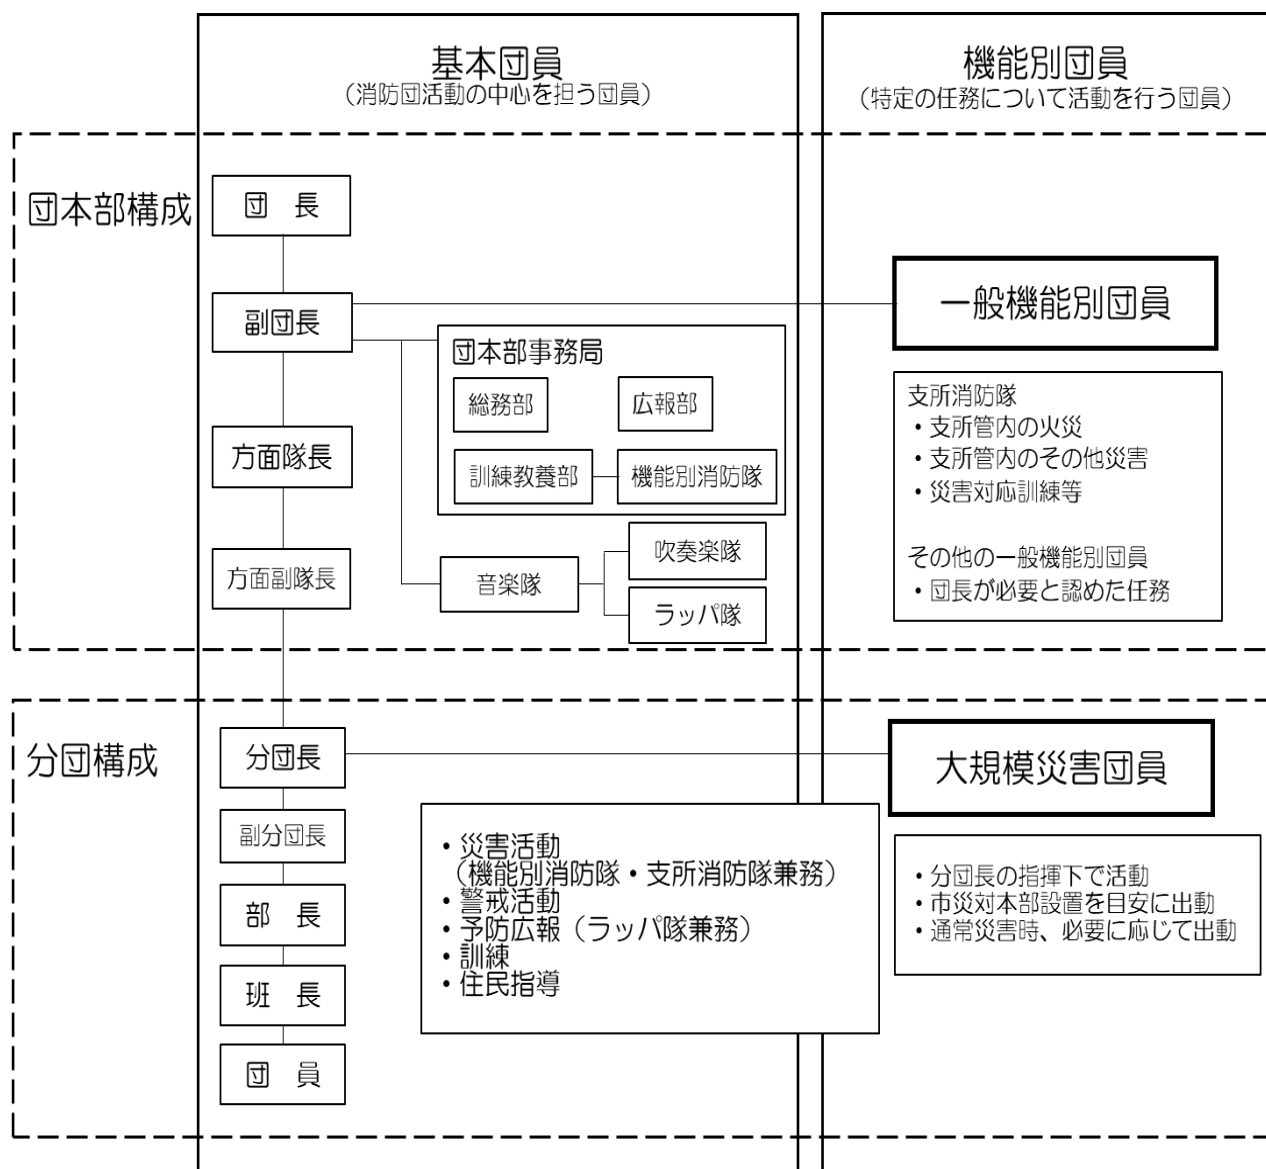 基本団員
（消防団活動の中心を担う団員）
機能別団員
（特定の任務について活動を行う団員）
団本部構成
団　長
副団長
方面隊長
方面副隊長
団本部事務局
総務部
広報部
訓練教養部
機能別消防隊
音楽隊
吹奏楽隊
ラッパ隊
一般機能別団員
支所消防隊
・支所管内の火災
・支所管内のその他災害
・災害対応訓練等
その他の一般機能別団員
・団長が必要と認めた任務
分団構成
分団長
副分団長
部　長
班　長
団　員
・災害活動
（機能別消防隊・支所消防隊兼務）
・警戒活動
・予防広報（ラッパ隊兼務）
・訓練
・住民指導
大規模災害団員
・分団長の指揮下で活動
・市災対本部設置を目安に出動
・通常災害時、必要に応じて出動